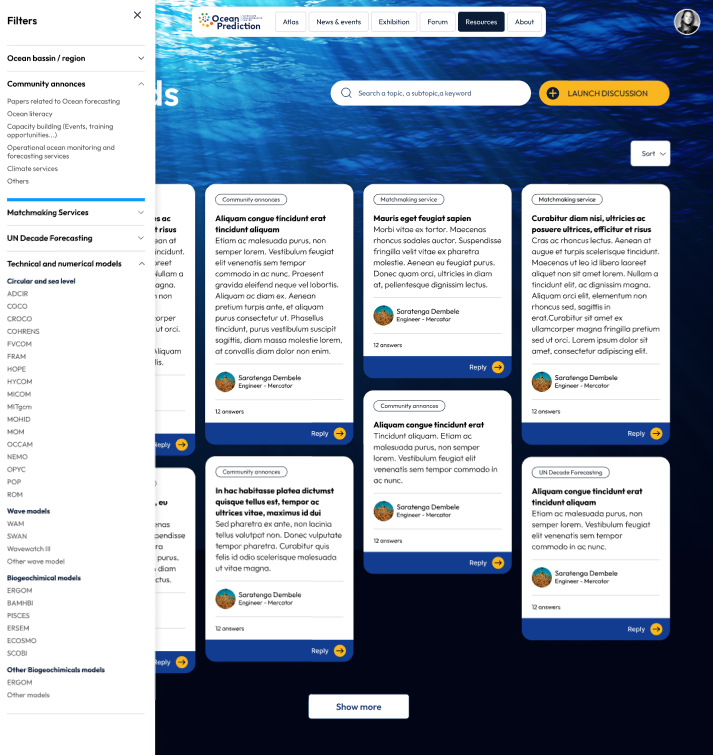 Filters
Ocean bassin / region
Community annonces
Papers related to Ocean forecasting
Ocean literacy
Capacity building (Events, training
opportunities...)
Operational ocean monitoring and
forecasting services
Climate services
Others
Matchmaking Services
UN Decade Forecasting
Technical and numerical models
Circular and sea level
ADCIR
COCO
CROCO
COHRENS
FVCOM
FRAM
HOPE
HYCOM
MICOM
MITgcm
MOHID
MOM
OCCAM
NEMO
OPYC
POP
ROM
Wave models
WAM
SWAN
Wavewatch III
Other wave model
Biogeochimical models
ERGOM
BAMHBI
PISCES
ERSEM
ECOSMO
SCOBI
Other Biogeochimicals models
ERGOM
Other models
Ocean
Prediction
Atlas
News & events
Exhibition
Forum
Resources
About
ds
Search a topic, a subtopic,a keyword
LAUNCH DISCUSSION
Sort
Reply
Reply
Community annonces
Aliquam congue tincidunt erat
tincidunt aliquam
Etiam ac malesuada purus, non
semper lorem. Vestibulum feugiat
elit venenatis sem tempor
commodo in ac nunc. Praesent
gravida eleifend neque vel lobortis.
Aliquam ac diam ex. Aenean
pretium turpis ante, et aliquam
purus consectetur ut. Phasellus
tincidunt, purus vestibulum suscipit
sagittis, diam massa molestie lorem,
at convallis diam dolor non enim.
Saratenga Dembele
Engineer - Mercator
12 answers
Reply
Community annonces
In hac habitasse platea dictumst
quisque tellus est, tempor ac
ultrices vitae, maximus id dui
Sed pharetra ex ante, non lacinia
tellus volutpat non. Donec vulputate
tempor pharetra. Curabitur quis
felis id odio scelerisque malesuada
ut vitae magna.
Saratenga Dembele
Engineer - Mercator
12 answers
Reply
Matchmaking service
Mauris eget feugiat sapien
Morbi vitae ex tortor. Maecenas
rhoncus sodales auctor. Suspendisse
fringilla velit vitae ex pharetra
molestie. Aenean eu feugiat purus.
Donec quam orci, ultricies in diam
at, pellentesque dignissim lectus.
Saratenga Dembele
Engineer - Mercator
12 answers
Reply
Community annonces
Aliquam congue tincidunt erat
Tincidunt aliquam. Etiam ac
malesuada purus, non semper
lorem. Vestibulum feugiat elit
venenatis sem tempor commodo in
ac nunc.
Saratenga Dembele
Engineer - Mercator
12 answers
Reply
Matchmaking service
Curabitur diam nisi, ultricies ac
posuere ultrices, efficitur et risus
Cras ac rhoncus lectus. Aenean at
augue et turpis scelerisque tincidunt.
Maecenas ut leo id libero laoreet
aliquet non sit amet lorem. Nullam a
tincidunt elit, ac dignissim magna.
Aliquam orci elit, elementum non
rhoncus sed, sagittis in
erat.Curabitur sit amet ex
ullamcorper magna fringilla pretium
sed ut orci. Lorem ipsum dolor sit
amet, consectetur adipiscing elit.
Saratenga Dembele
Engineer - Mercator
12 answers
Reply
UN Decade Forecasting
Aliquam congue tincidunt erat
tincidunt aliquam
Etiam ac malesuada purus, non
semper lorem. Vestibulum feugiat
elit venenatis sem tempor
commodo in ac nunc.
Saratenga Dembele
Engineer - Mercator
12 answers
Reply
Show more